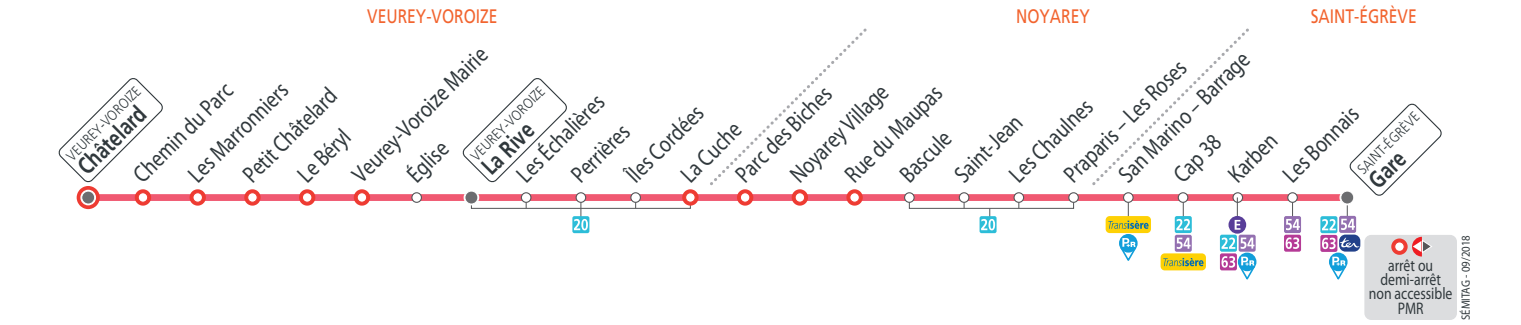 VEUREY-VOROIZE
NOYAREY
SAINT-ÉGRÈVE
VEUREY-VOROIZE
Châtelard
Chemin du Parc
Les Marronniers
Petit Châtelard
Le Béryl
Veurey-Voroize Mairie
Église
VEUREY-VOROIZE
La Rive
Les Échalières
Perrières
Îles Cordées
La Cuche
Parc des Biches
Noyarey Village
Rue du Maupas
Bascule
Saint-Jean
Les Chaulnes
Praparis – Les Roses
San Marino – Barrage
Cap 38
Karben
Les Bonnais
SAINT-ÉGRÈVE
Gare
20
20
Transisère
P+R
22
54
Transisère
E
22 54
63 P+R
54
63
22 54
63 ter
P+R
arrêt ou
demi-arrêt
non accessible
PMR
SÉMITAG - 09/2018